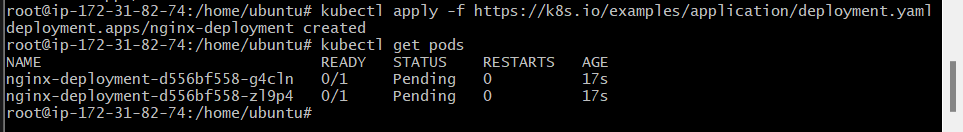 root@ip-172-31-82-74:/home/ubuntu# kubectl apply -f https://k8s.io/examples/application/deployment.yaml
deployment.apps/nginx-deployment created
root@ip-172-31-82-74:/home/ubuntu# kubectl get pods
NAME READY STATUS RESTARTS AGE
nginx-deployment-d556bf558-g4cln 0/1 Pending 0 17s
nginx-deployment-d556bf558-zl9p4 0/1 Pending 0 17s
root@ip-172-31-82-74:/home/ubuntu#